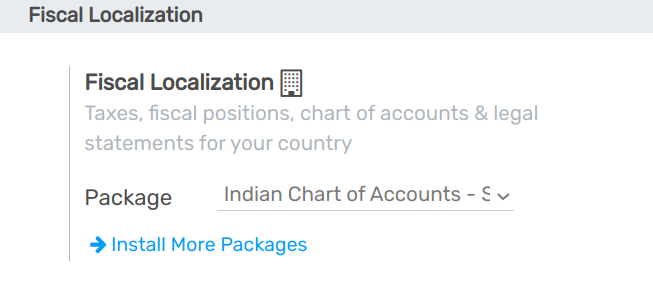 Fiscal Localization
Fiscal Localization
Taxes, fiscal positions, chart of accounts & legal
statements for your country
Package Indian Chart of Accounts - S
Install More Packages